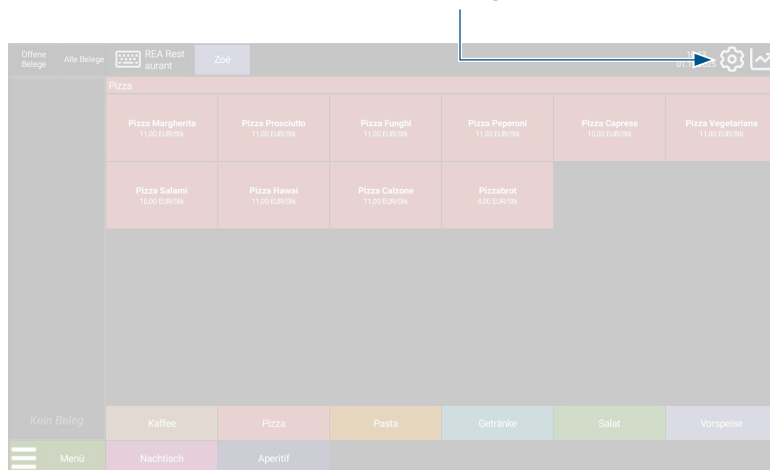 Offene
Belege
Alle Belege
REA Rest
aurant
Zoè
Pizza
Pizza Margherita
11,00 EUR/Stk
Pizza Prosciutto
11,00 EUR/Stk
Pizza Funghi
11,00 EUR/Stk
Pizza Peperoni
11,00 EUR/Stk
Pizza Caprese
10,00 EUR/Stk
Pizza Vegetariana
11,00 EUR/Stk
Pizza Salami
10,00 EUR/Stk
Pizza Hawai
11,00 EUR/Stk
Pizza Calzone
11,00 EUR/Stk
Pizzabrot
4,00 EUR/Stk
Kein Beleg
Kaffee
Pizza
Pasta
Getränke
Salat
Vorspeise
Menü
Nachtisch
Aperitif